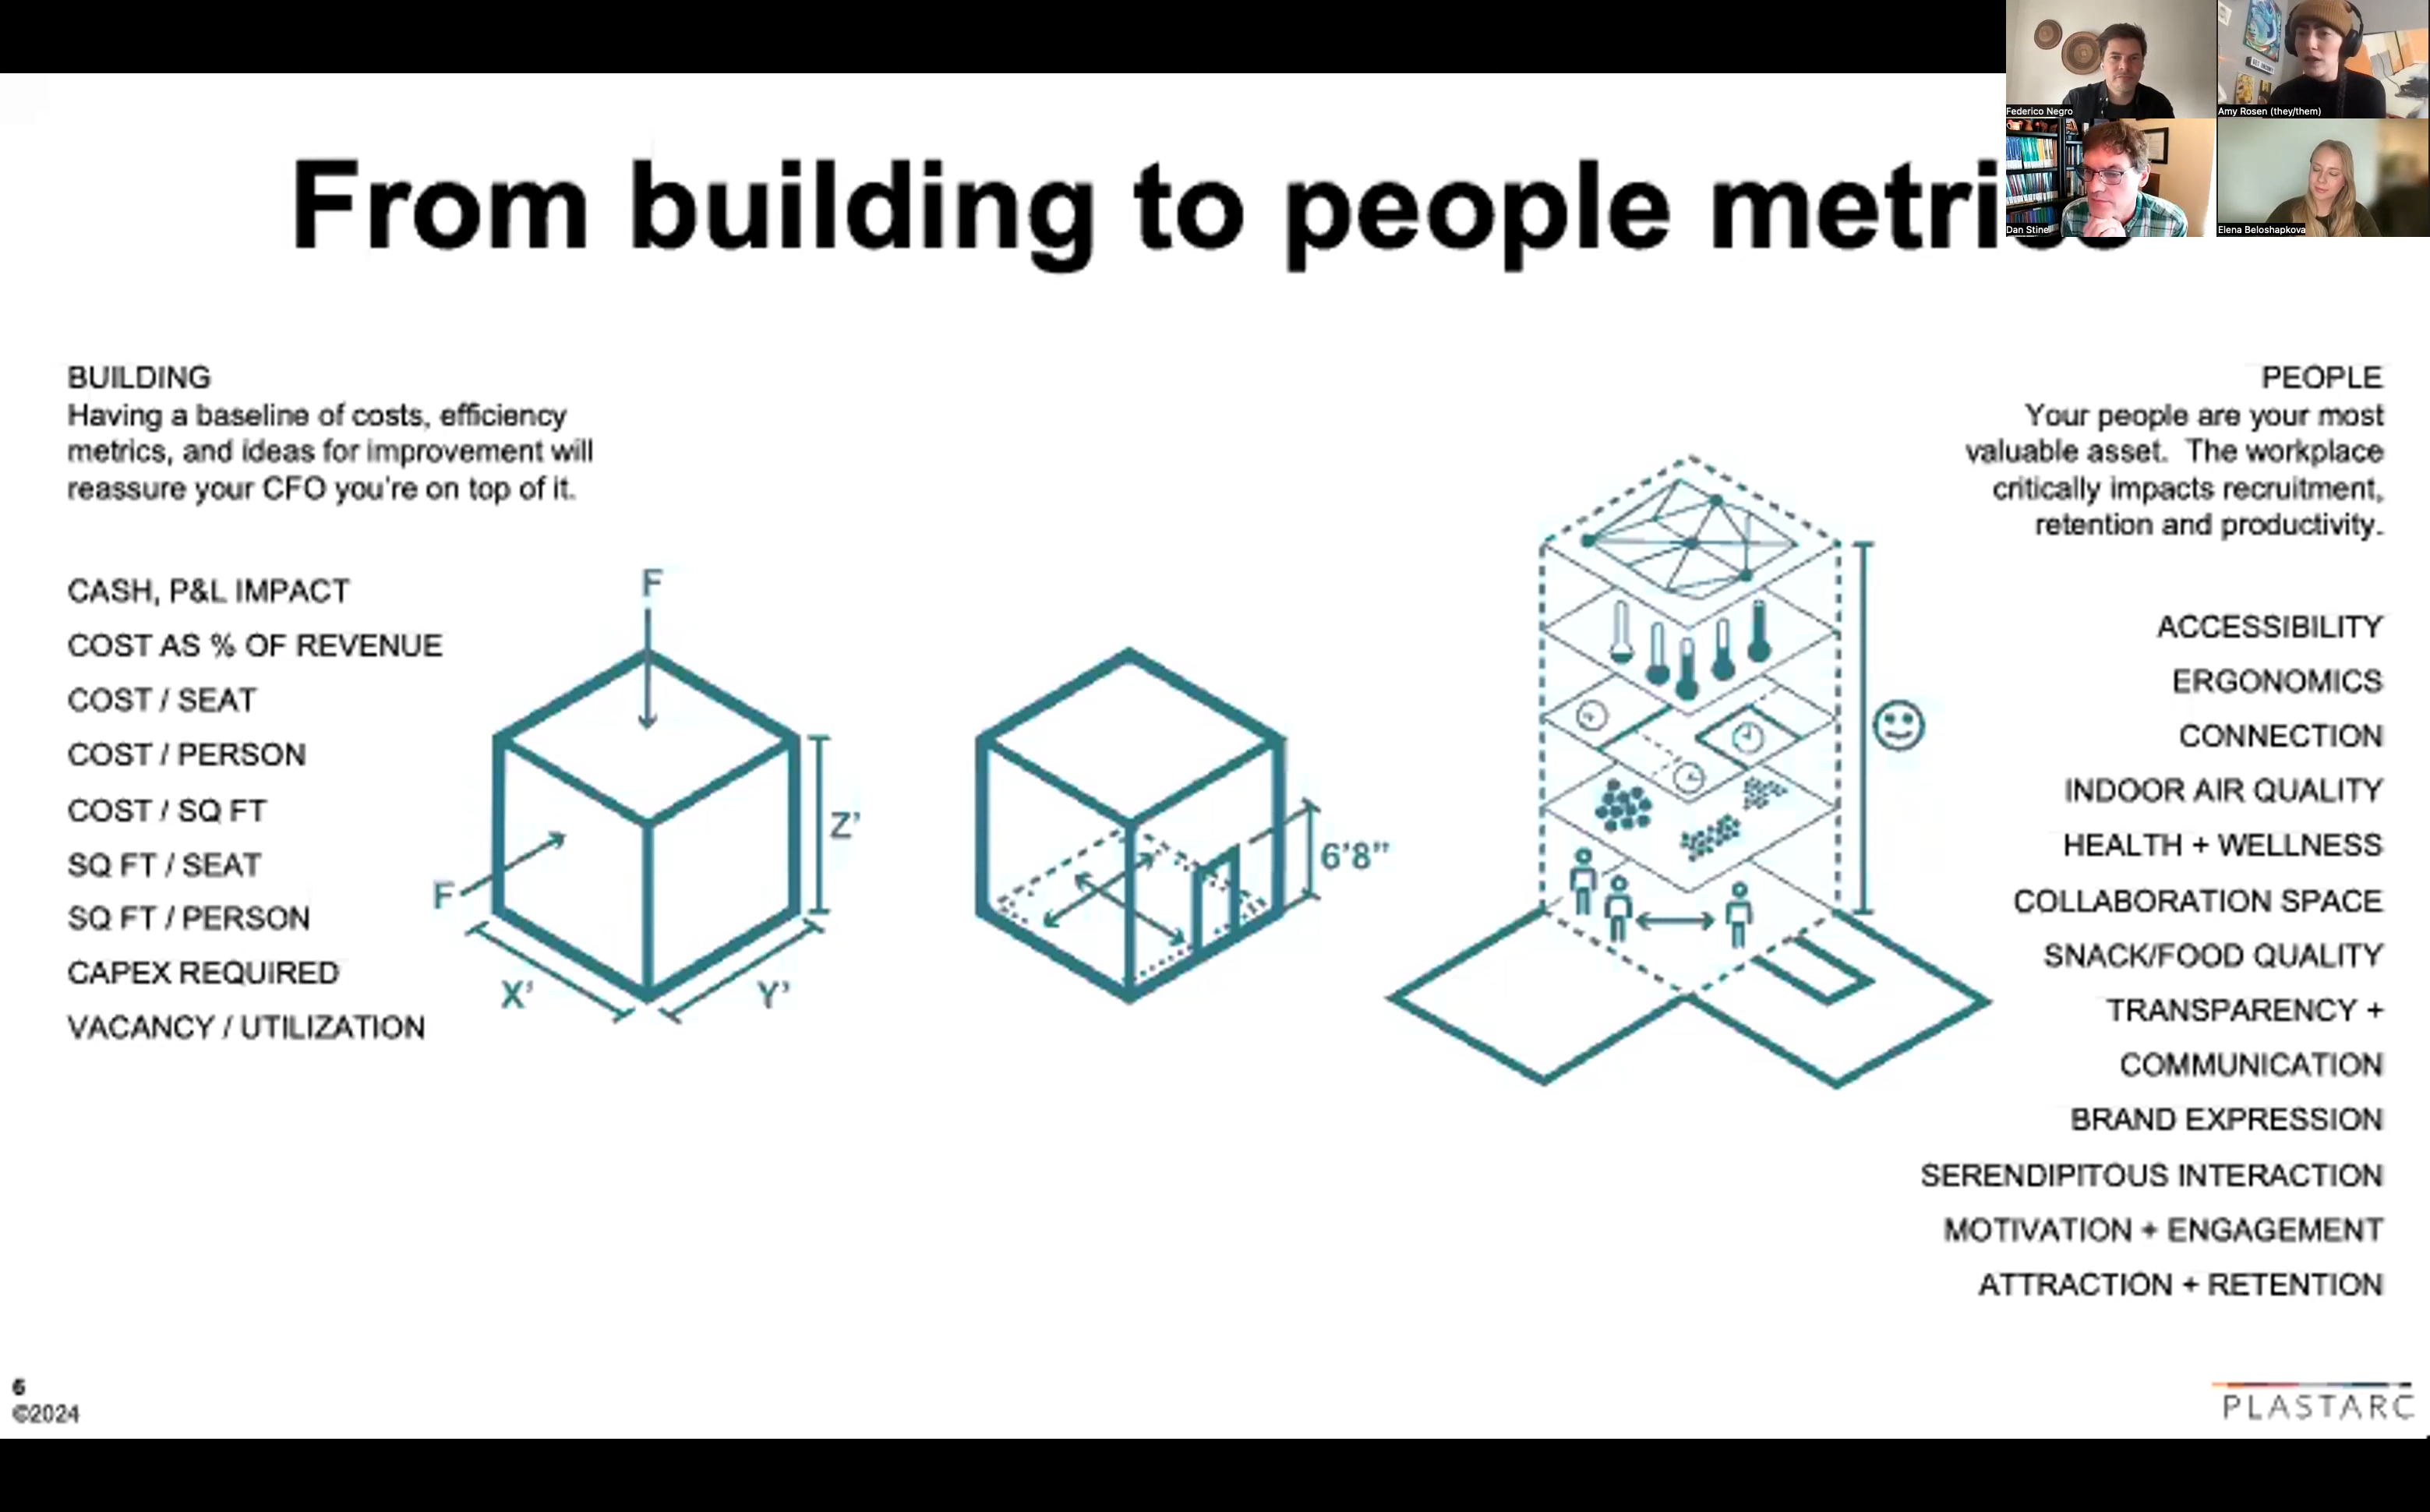 From building to people metrics
Federico Negro
Amy Rosen (they/them)
Dan Stine
Elena Beloshapkova
BUILDING
Having a baseline of costs, efficiency
metrics, and ideas for improvement will
reassure your CFO you're on top of it.
CASH, P&L IMPACT
COST AS % OF REVENUE
COST / SEAT
COST / PERSON
COST / SQ FT
SQ FT / SEAT
SQ FT / PERSON
CAPEX REQUIRED
VACANCY / UTILIZATION
F
F
X'
Y'
Z'
6'8"
PEOPLE
Your people are your most
valuable asset. The workplace
critically impacts recruitment,
retention and productivity.
ACCESSIBILITY
ERGONOMICS
CONNECTION
INDOOR AIR QUALITY
HEALTH + WELLNESS
COLLABORATION SPACE
SNACK/FOOD QUALITY
TRANSPARENCY +
COMMUNICATION
BRAND EXPRESSION
SERENDIPITOUS INTERACTION
MOTIVATION + ENGAGEMENT
ATTRACTION + RETENTION
6
©2024
PLASTARC